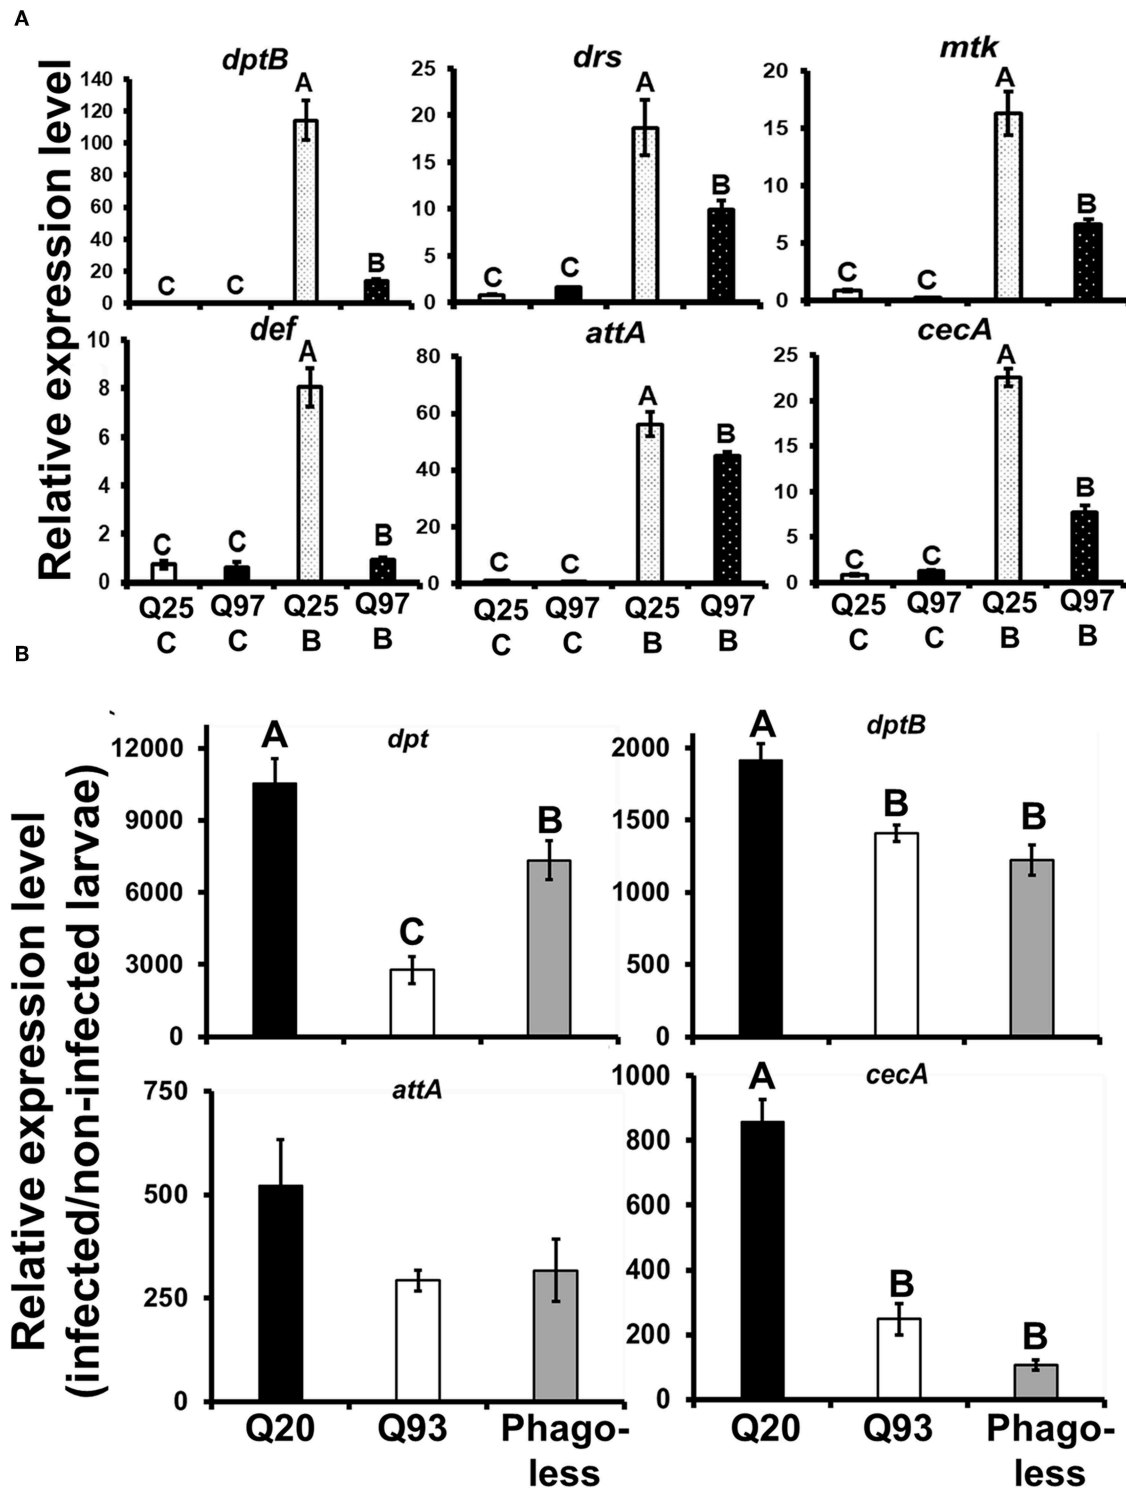 A
Relative expression level
dptB
140
120
100
80
60
40
20
0
C
C
A
B
drs
25
20
15
10
5
0
C
C
A
B
mtk
20
15
10
5
0
C
C
A
B
def
10
8
6
4
2
0
C
C
A
B
Q25 Q97 Q25 Q97
C C B B
attA
80
60
40
20
0
C
C
A
B
Q25 Q97 Q25 Q97
C C B B
cecA
25
20
15
10
5
0
C
C
A
B
Q25 Q97 Q25 Q97
C C B B
B
Relative expression level
(infected/non-infected larvae)
dpt
12000
9000
6000
3000
0
A
C
B
dptB
2000
1500
1000
500
0
A
B
B
attA
750
500
250
0
Q20 Q93 Phago-
less
cecA
1000
800
600
400
200
0
A
B
B
Q20 Q93 Phago-
less